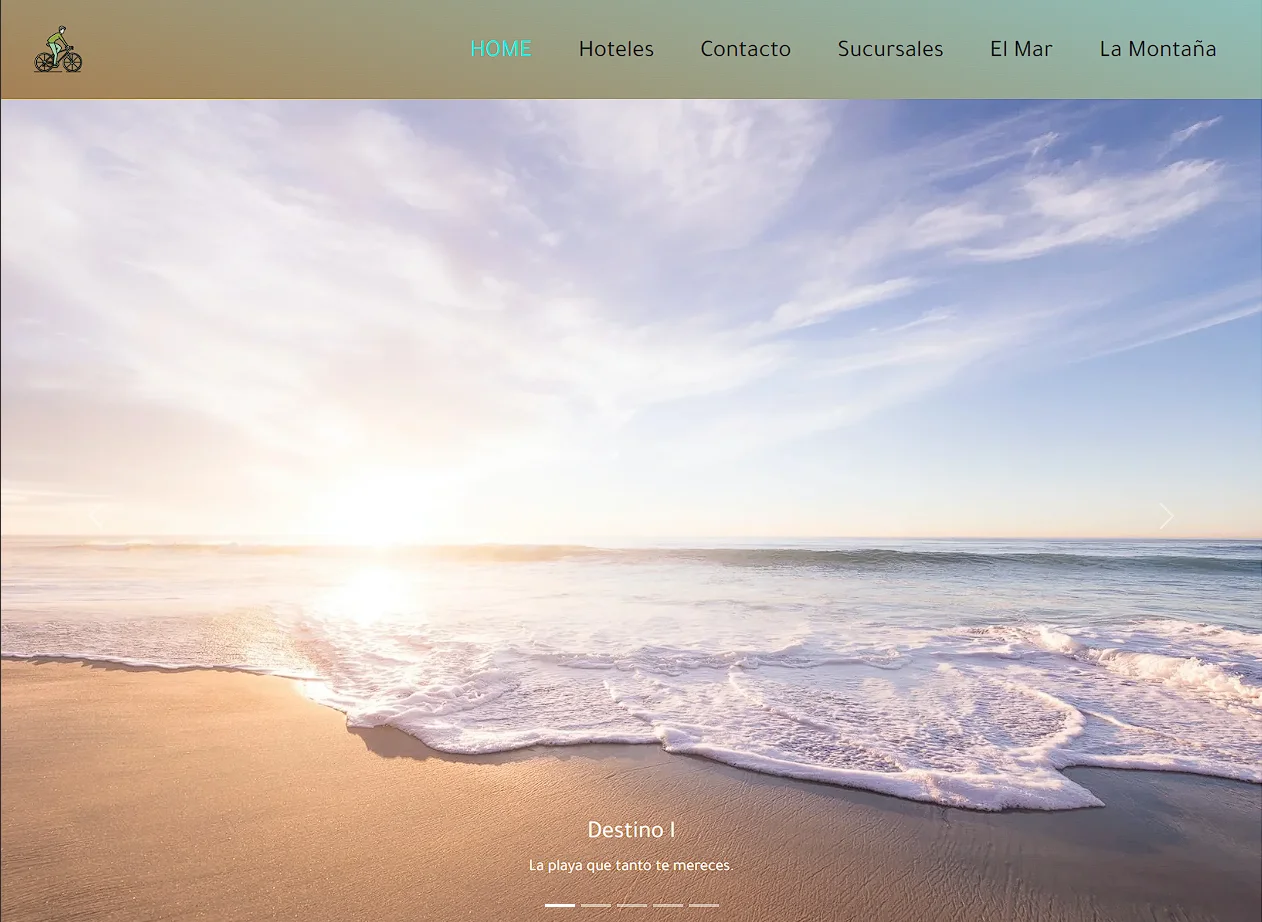 HOME Hoteles Contacto Sucursales El Mar La Montaña
Destino I
La playa que tanto te mereces.